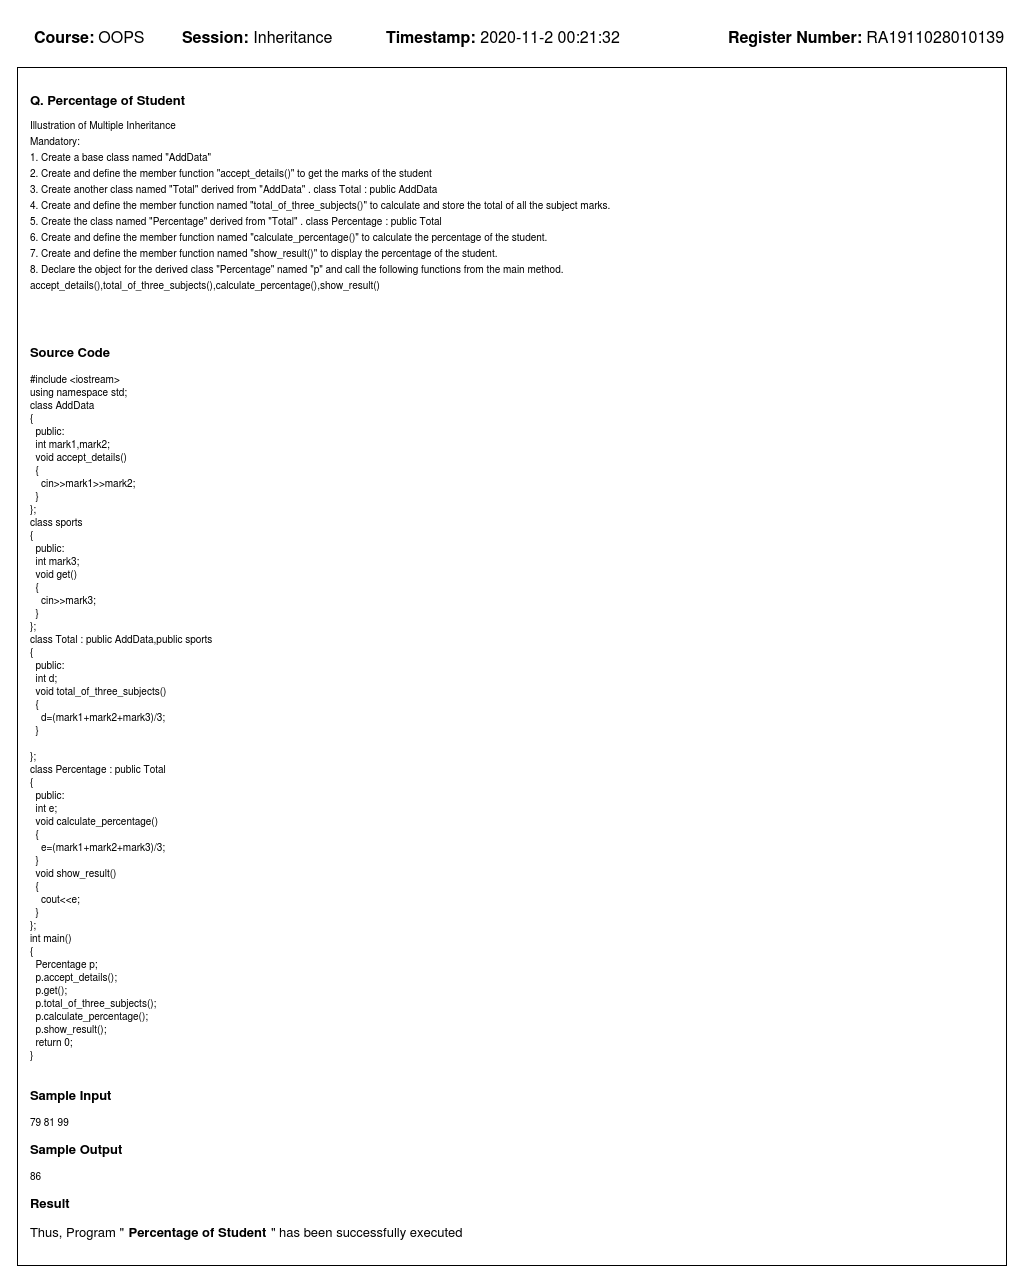 Course: OOPS Session: Inheritance Timestamp: 2020-11-2 00:21:32 Register Number: RA1911028010139
Q. Percentage of Student
Illustration of Multiple Inheritance
Mandatory:
1. Create a base class named "AddData"
2. Create and define the member function "accept_details()" to get the marks of the student
3. Create another class named "Total" derived from "AddData" . class Total : public AddData
4. Create and define the member function named "total_of_three_subjects()" to calculate and store the total of all the subject marks.
5. Create the class named "Percentage" derived from "Total" . class Percentage : public Total
6. Create and define the member function named "calculate_percentage()" to calculate the percentage of the student.
7. Create and define the member function named "show_result()" to display the percentage of the student.
8. Declare the object for the derived class "Percentage" named "p" and call the following functions from the main method.
accept_details(),total_of_three_subjects(),calculate_percentage(),show_result()
Source Code
#include <iostream>
using namespace std;
class AddData
{
  public:
  int mark1,mark2;
  void accept_details()
  {
    cin>>mark1>>mark2;
  }
};
class sports
{
  public:
  int mark3;
  void get()
  {
    cin>>mark3;
  }
};
class Total : public AddData,public sports
{
  public:
  int d;
  void total_of_three_subjects()
  {
    d=(mark1+mark2+mark3)/3;
  }
};
class Percentage : public Total
{
  public:
  int e;
  void calculate_percentage()
  {
    e=(mark1+mark2+mark3)/3;
  }
  void show_result()
  {
    cout<<e;
  }
};
int main()
{
  Percentage p;
  p.accept_details();
  p.get();
  p.total_of_three_subjects();
  p.calculate_percentage();
  p.show_result();
  return 0;
}
Sample Input
79 81 99
Sample Output
86
Result
Thus, Program " Percentage of Student " has been successfully executed